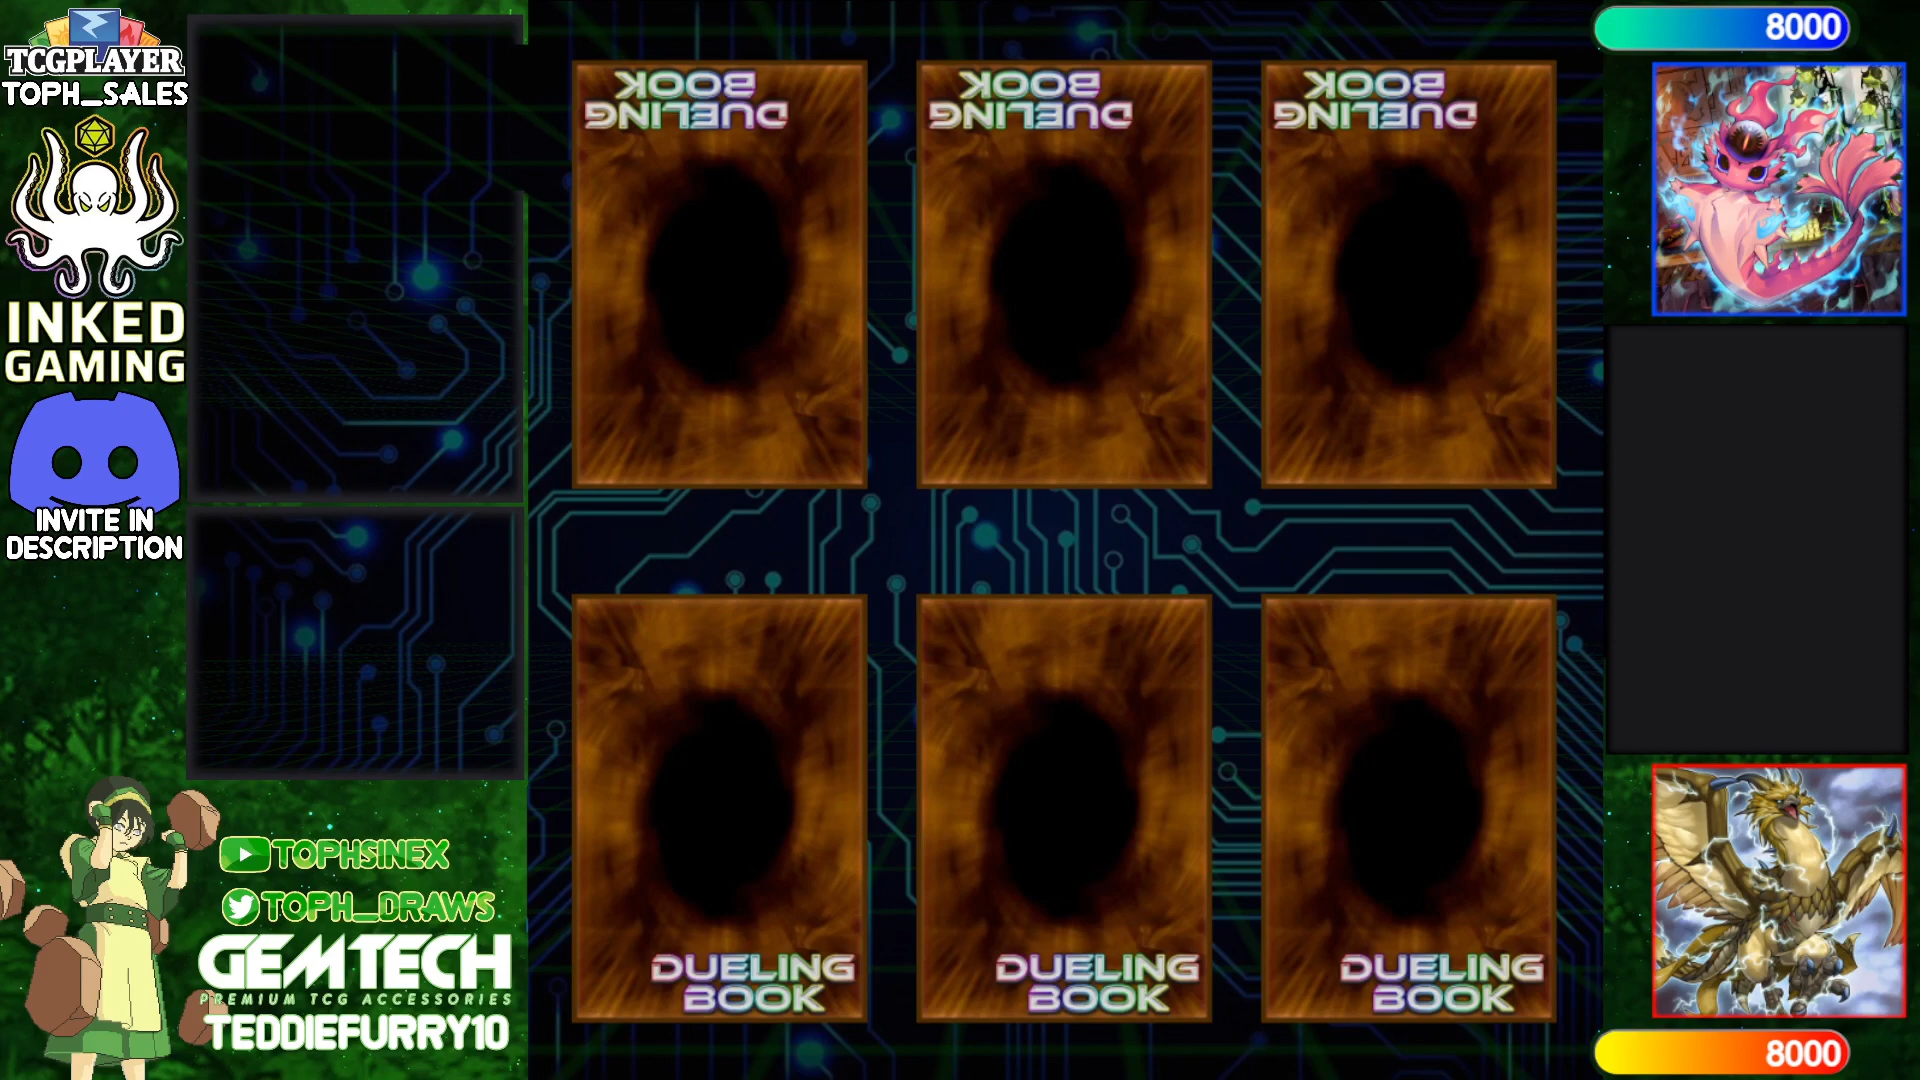 TCGPLAYER
TOPH_SALES
INKED
GAMING
INVITE IN
DESCRIPTION
TOPHSINEX
TOPH_DRAWS
GEMTECH
PREMIUM TCG ACCESSORIES
TEDDIEFURRY10
DUELING
BOOK
DUELING
BOOK
DUELING
BOOK
DUELING
BOOK
DUELING
BOOK
DUELING
BOOK
8000
8000